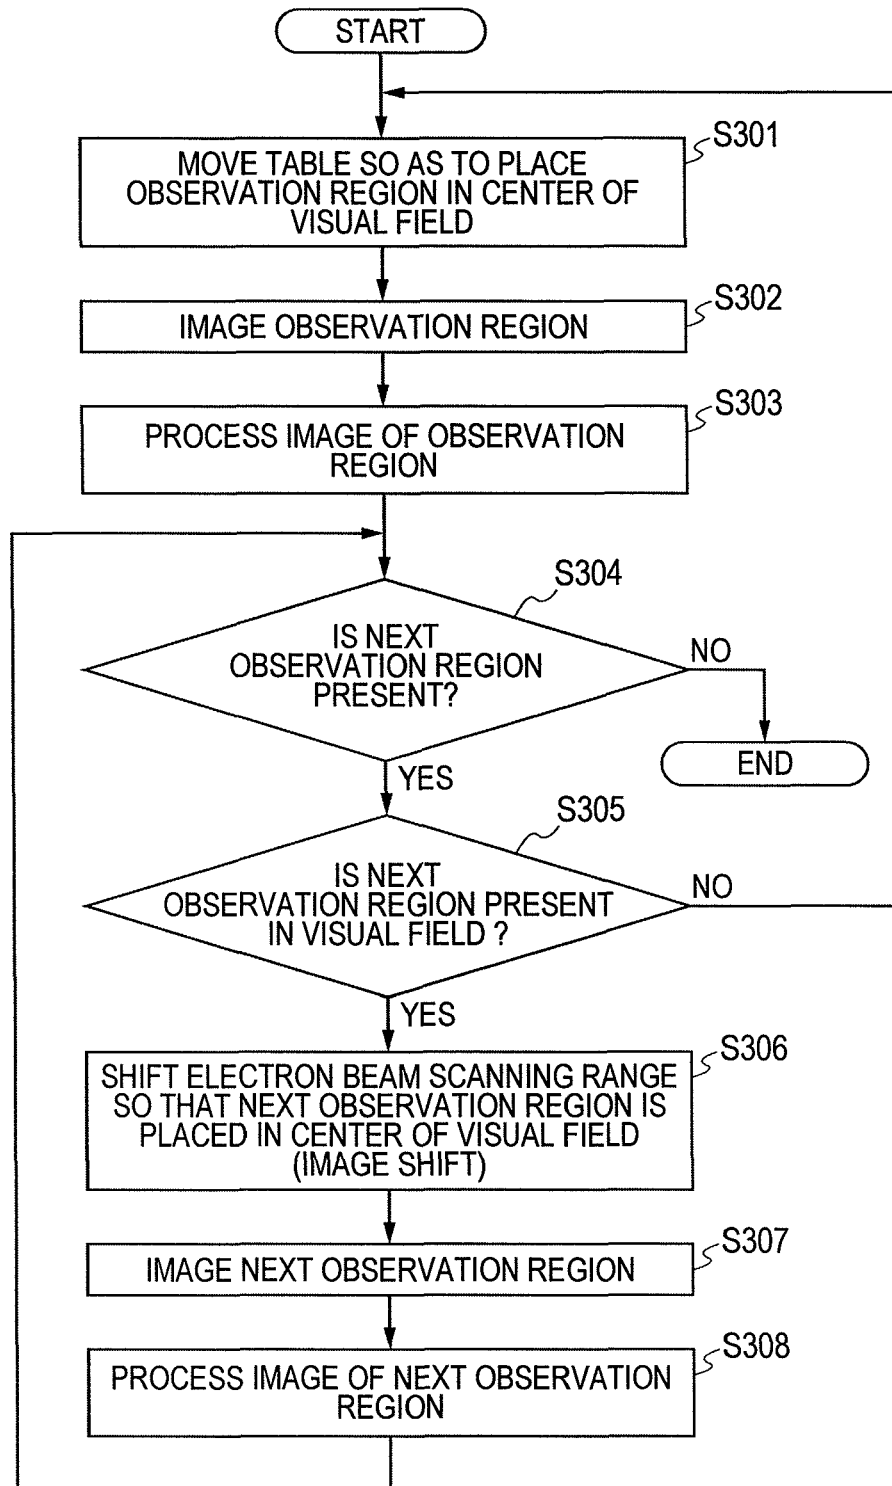 START
S301
MOVE TABLE SO AS TO PLACE
OBSERVATION REGION IN CENTER OF
VISUAL FIELD
S302
IMAGE OBSERVATION REGION
S303
PROCESS IMAGE OF OBSERVATION
REGION
S304
IS NEXT
OBSERVATION REGION
PRESENT?
NO
END
YES
S305
IS NEXT
OBSERVATION REGION PRESENT
IN VISUAL FIELD ?
NO
YES
S306
SHIFT ELECTRON BEAM SCANNING RANGE
SO THAT NEXT OBSERVATION REGION IS
PLACED IN CENTER OF VISUAL FIELD
(IMAGE SHIFT)
S307
IMAGE NEXT OBSERVATION REGION
S308
PROCESS IMAGE OF NEXT OBSERVATION
REGION